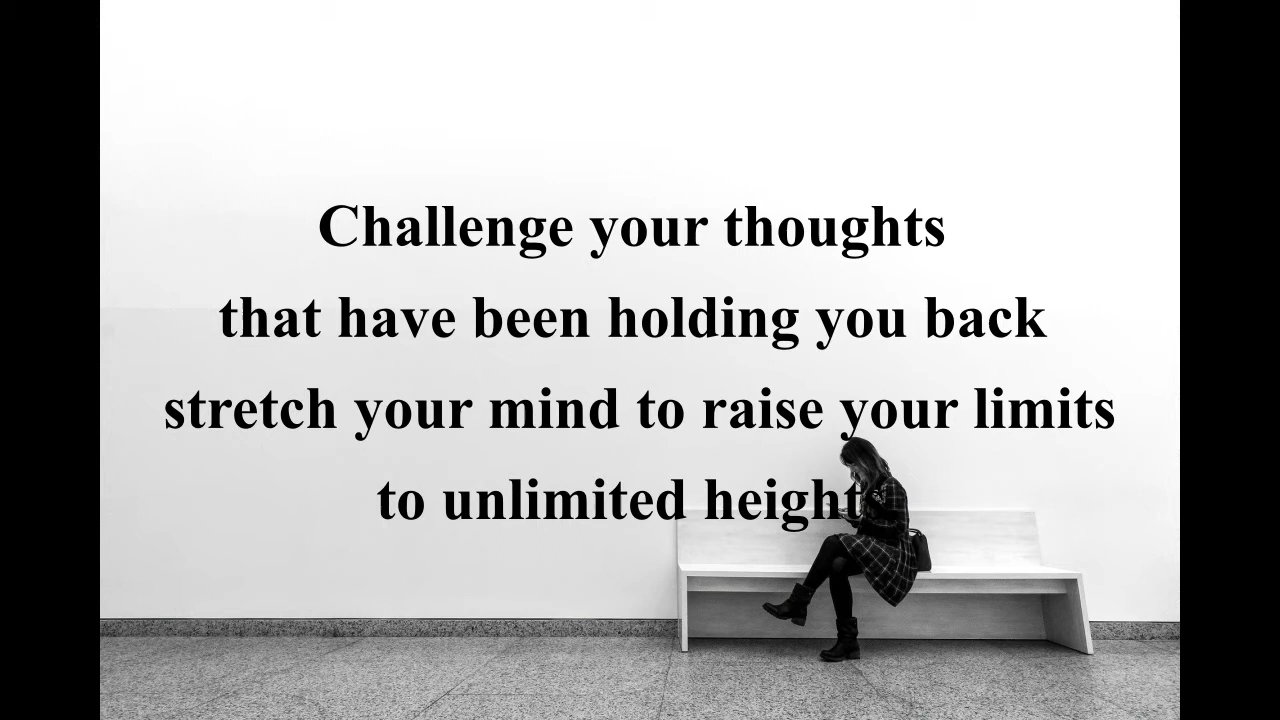 Challenge your thoughts
that have been holding you back
stretch your mind to raise your limits
to unlimited heights